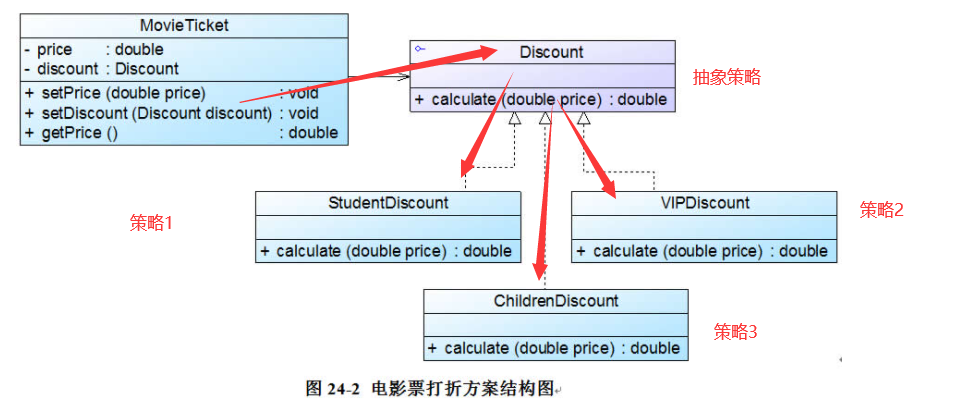 MovieTicket
- price : double
- discount : Discount
+ setPrice (double price) : void
+ setDiscount (Discount discount) : void
+ getPrice () : double
Discount
+ calculate (double price) : double
抽象策略
StudentDiscount
+ calculate (double price) : double
策略1
VIPDiscount
+ calculate (double price) : double
策略2
ChildrenDiscount
+ calculate (double price) : double
策略3
图 24-2 电影票打折方案结构图